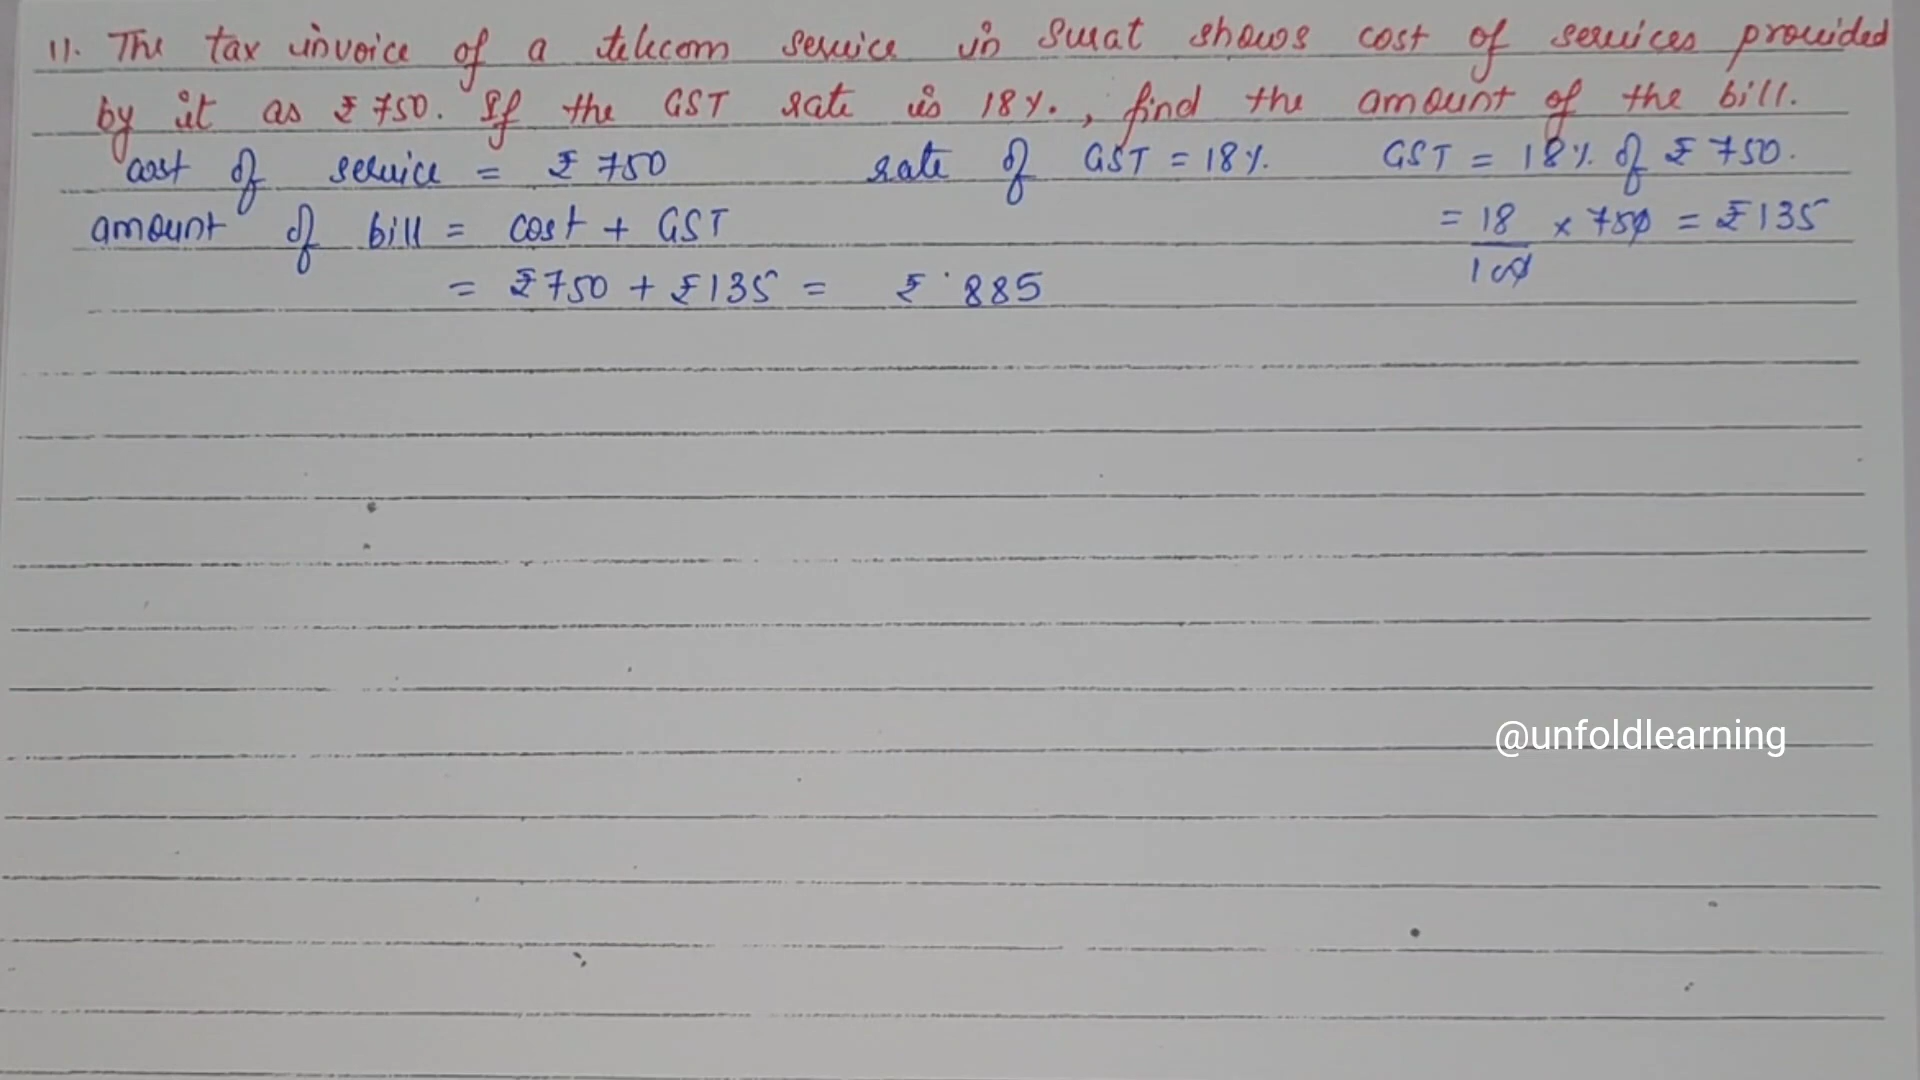 11. The tax invoice of a telecom service in Surat shows cost of services provided
by it as ₹ 750. If the GST rate is 18%., find the amount of the bill.
cost of service = ₹ 750 rate of GST = 18%. GST = 18%. of ₹ 750.
amount of bill = cost + GST = 18/100 × 750 = ₹135
= ₹750 + ₹135 = ₹ 885
@unfoldlearning